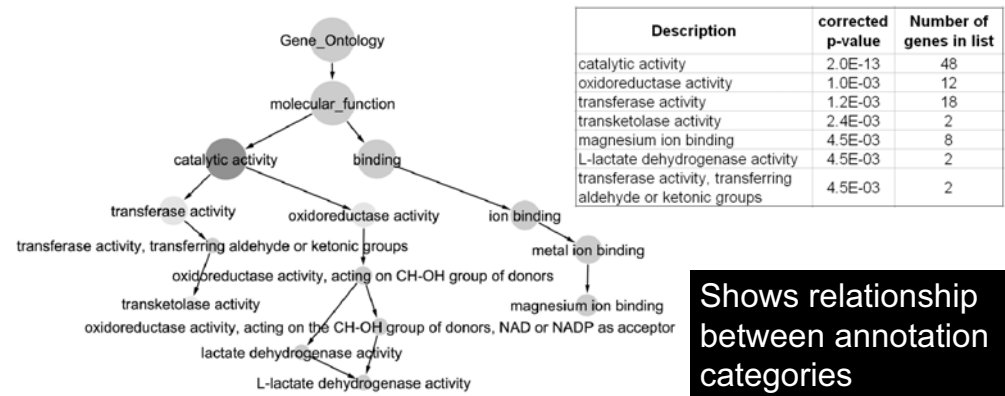 Gene_Ontology
molecular_function
catalytic activity
binding
transferase activity
oxidoreductase activity
ion binding
transferase activity, transferring aldehyde or ketonic groups
metal ion binding
oxidoreductase activity, acting on CH-OH group of donors
transketolase activity
magnesium ion binding
oxidoreductase activity, acting on the CH-OH group of donors, NAD or NADP as acceptor
lactate dehydrogenase activity
L-lactate dehydrogenase activity
Description corrected p-value Number of genes in list
catalytic activity 2.0E-13 48
oxidoreductase activity 1.0E-03 12
transferase activity 1.2E-03 18
transketolase activity 2.4E-03 2
magnesium ion binding 4.5E-03 8
L-lactate dehydrogenase activity 4.5E-03 2
transferase activity, transferring
aldehyde or ketonic groups 4.5E-03 2
Shows relationship
between annotation
categories